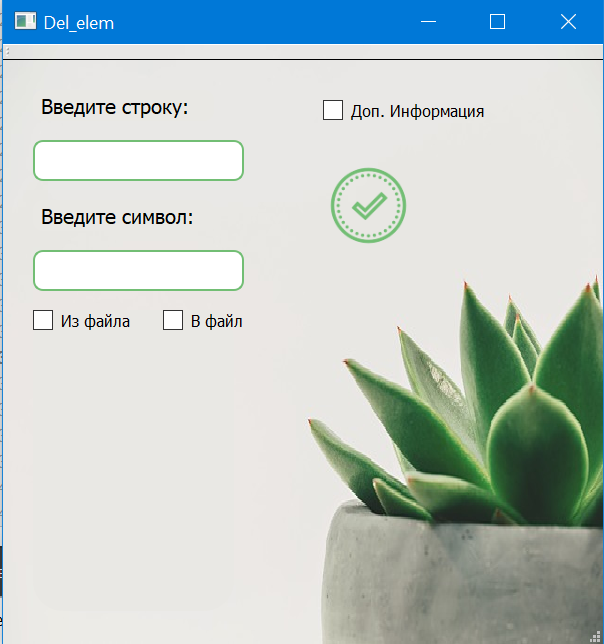 Del_elem
Введите строку:
Доп. Информация
Введите символ:
Из файла
В файл